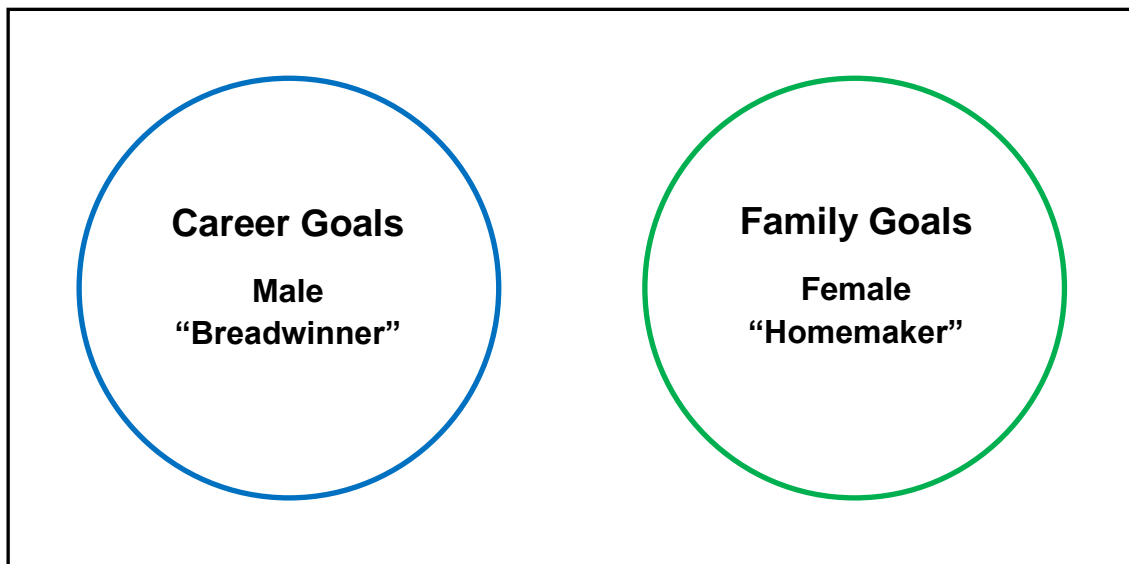 Career Goals
Male
“Breadwinner”
Family Goals
Female
“Homemaker”